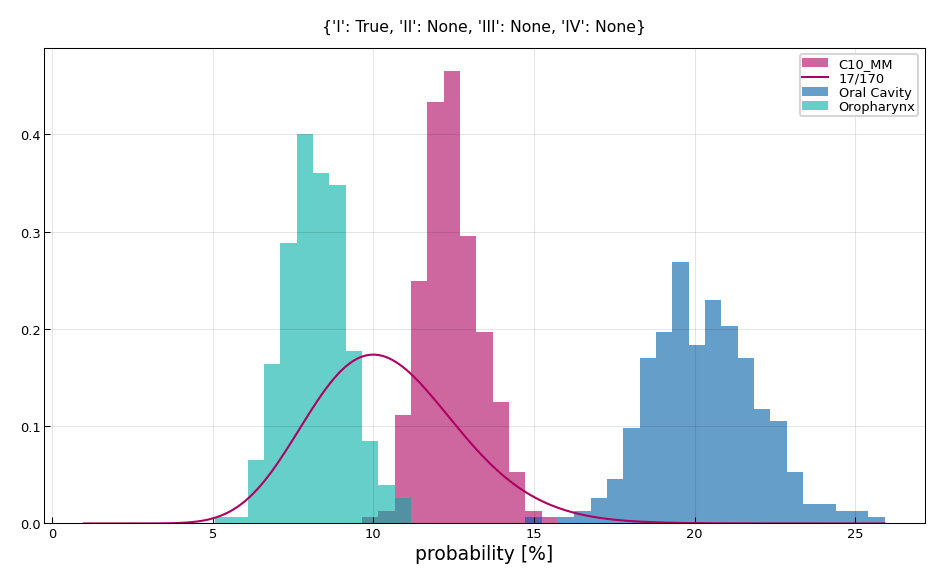 {'I': True, 'II': None, 'III': None, 'IV': None}
C10_MM
17/170
Oral Cavity
Oropharynx
0.4
0.3
0.2
0.1
0.0
0 5 10 15 20 25
probability [%]